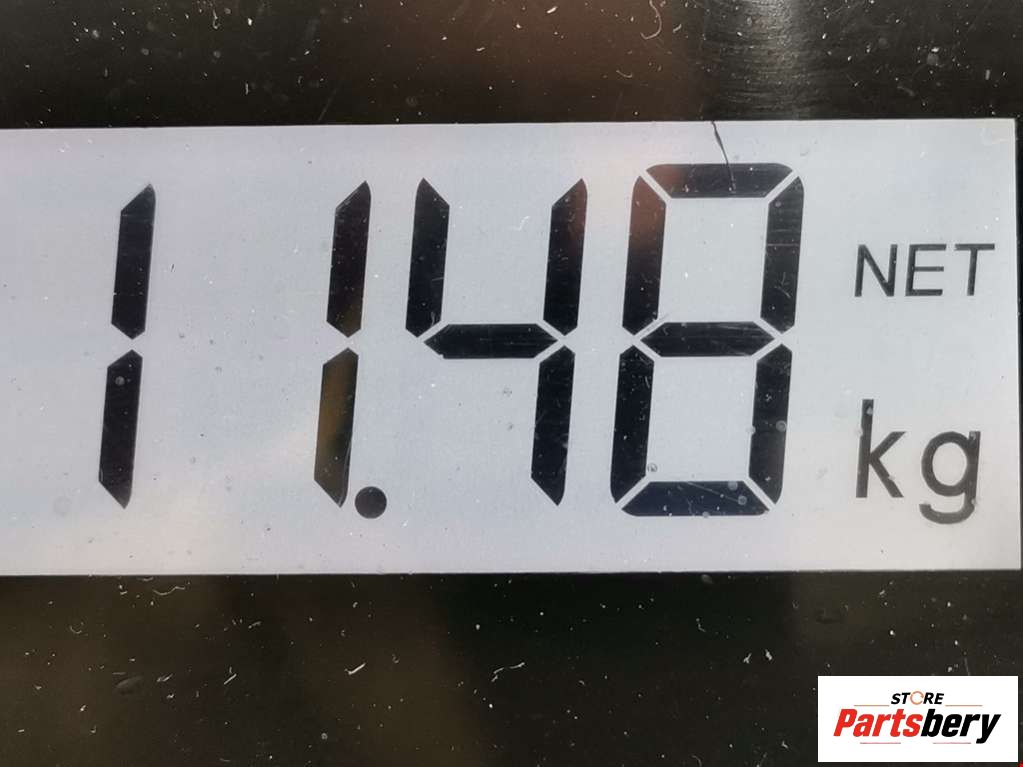 11.48 NET
kg
STORE
Partsbery